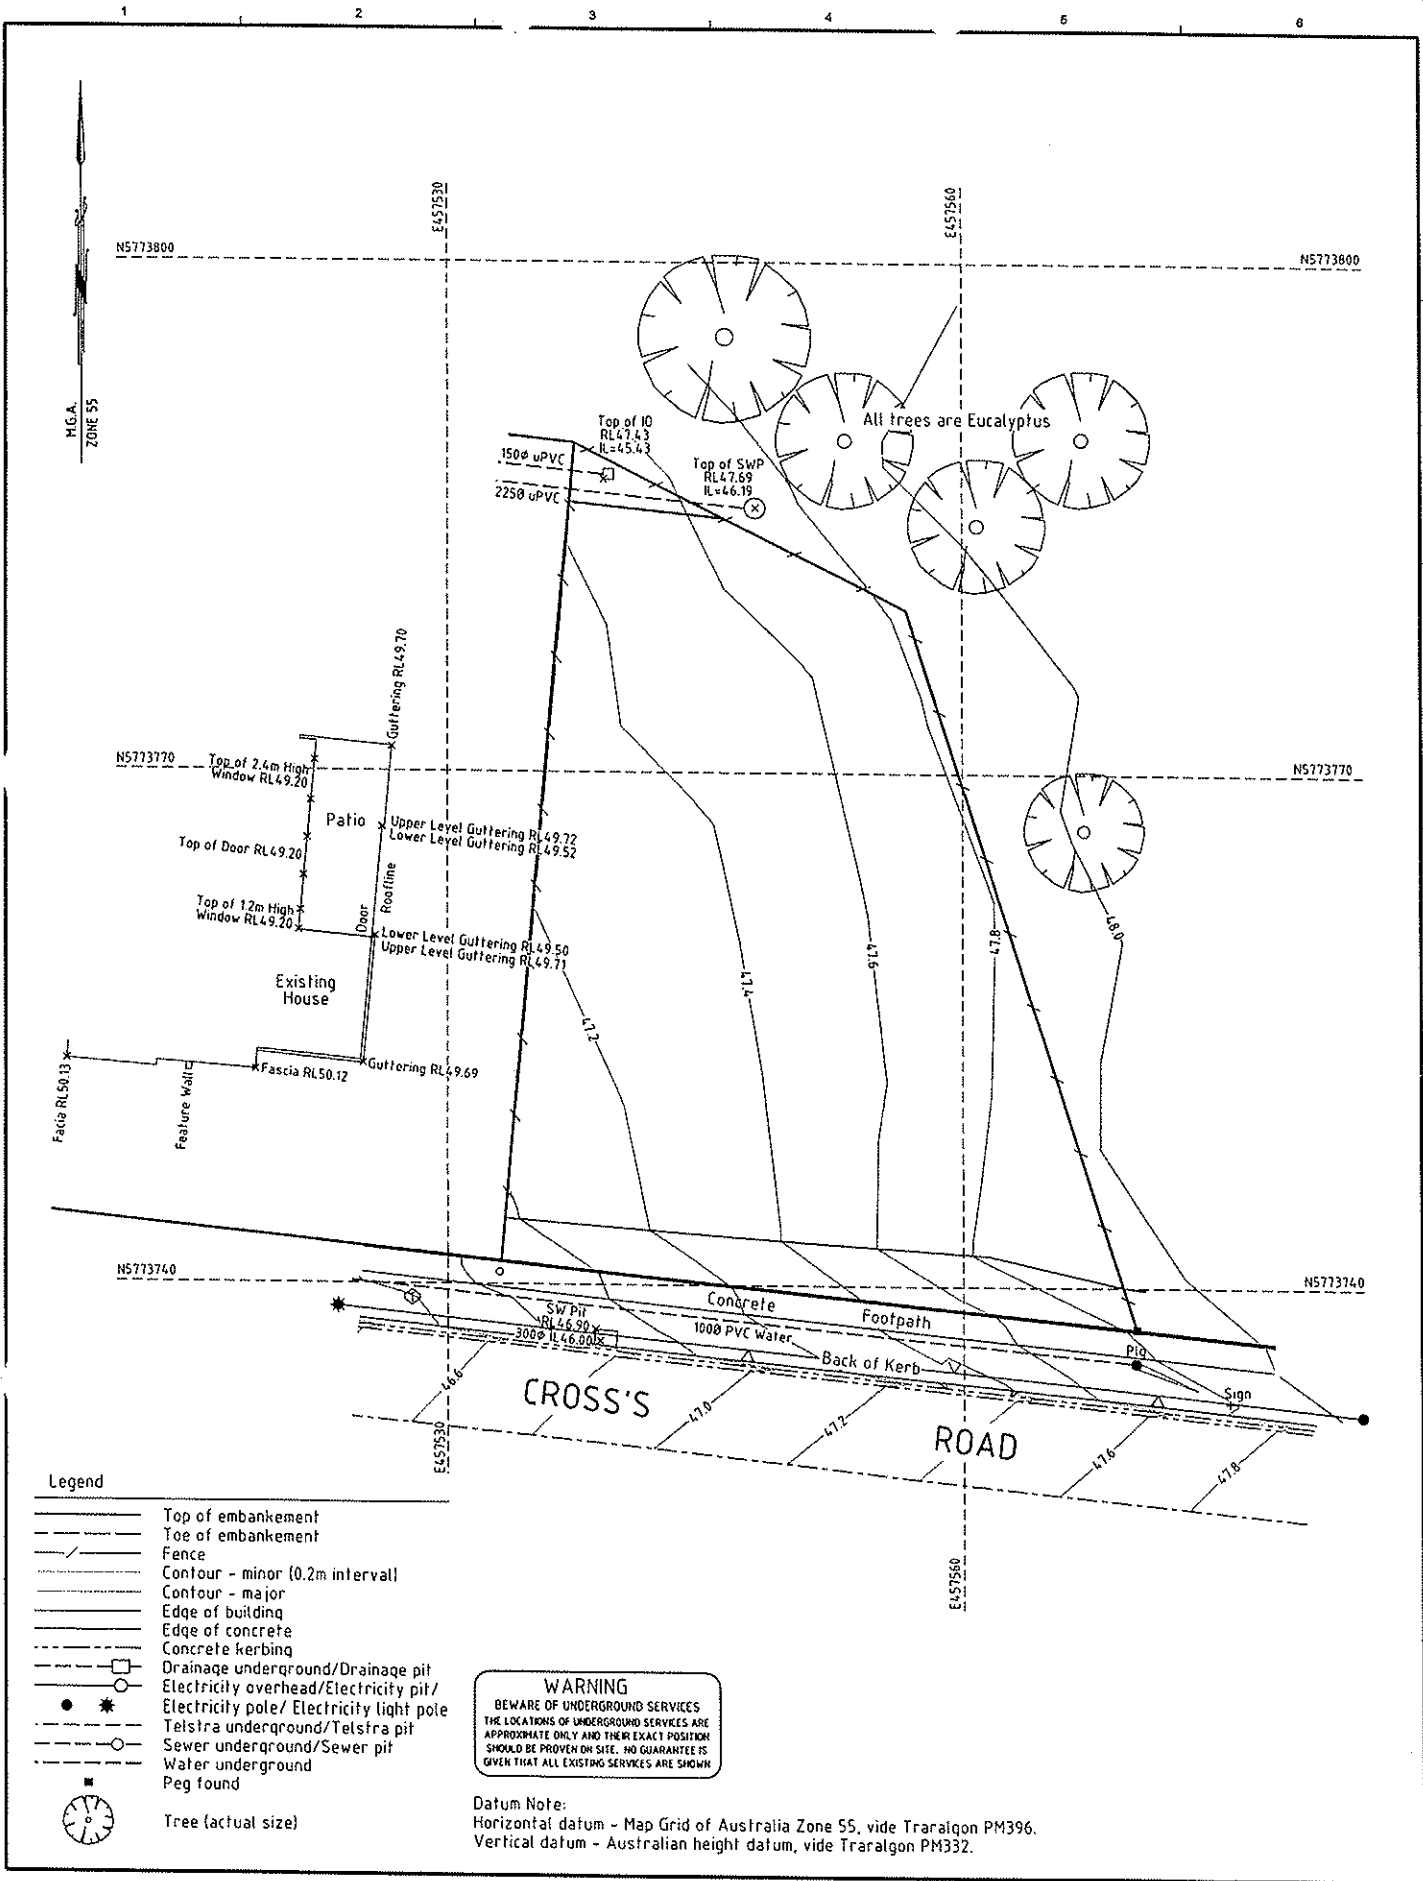 1 2 3 4 5 6
M.G.A.
ZONE 55
E457530
E457560
N5773800
N5773800
All trees are Eucalyptus
Top of IO
RL47.43
IL=45.43
150ø uPVC
Top of SWP
RL47.69
IL=46.19
2250 uPVC
Guttering RL49.70
N5773770
N5773770
Top of 2.4m High
Window RL49.20
Patio
Upper Level Guttering RL49.72
Lower Level Guttering RL49.52
Top of Door RL49.20
Roofline
Door
Top of 1.2m High
Window RL49.20
Lower Level Guttering RL49.50
Upper Level Guttering RL49.71
47.2
47.4
47.6
47.8
48.0
Existing
House
Facia RL50.13
Feature Wall
Fascia RL50.12
Guttering RL49.69
N5773740
N5773740
Concrete
Footpath
SW Pit
RL46.90
300ø IL46.00
1000 PVC Water
Back of Kerb
Sign
CROSS'S
ROAD
46.6
47.0
47.2
47.6
47.8
E457530
E457560
Legend
Top of embankment
Toe of embankment
Fence
Contour - minor (0.2m interval)
Contour - major
Edge of building
Edge of concrete
Concrete kerbing
Drainage underground/Drainage pit
Electricity overhead/Electricity pit/
Electricity pole/ Electricity light pole
Telstra underground/Telstra pit
Sewer underground/Sewer pit
Water underground
Peg found
Tree (actual size)
WARNING
BEWARE OF UNDERGROUND SERVICES
THE LOCATIONS OF UNDERGROUND SERVICES ARE
APPROXIMATE ONLY AND THEIR EXACT POSITION
SHOULD BE PROVEN ON SITE. NO GUARANTEE IS
GIVEN THAT ALL EXISTING SERVICES ARE SHOWN
Datum Note:
Horizontal datum - Map Grid of Australia Zone 55, vide Traralgon PM396.
Vertical datum - Australian height datum, vide Traralgon PM332.